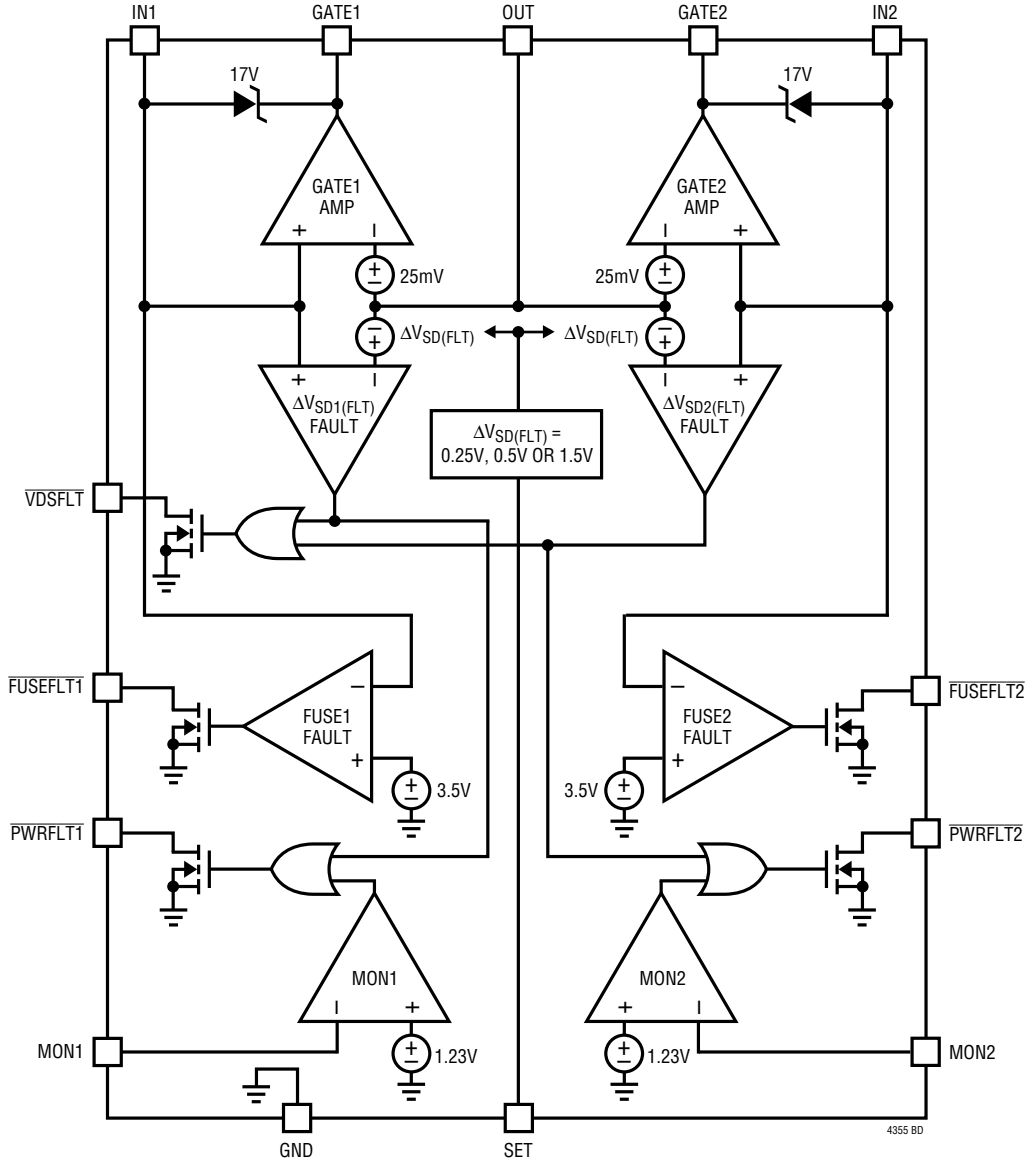 IN1 GATE1 OUT GATE2 IN2
17V 17V
GATE1
AMP
GATE2
AMP
+ − − +
+
−
25mV
25mV
+
−
−
+
ΔVSD(FLT)
ΔVSD(FLT)
−
+
+ − − +
ΔVSD1(FLT)
FAULT
ΔVSD2(FLT)
FAULT
ΔVSD(FLT) =
0.25V, 0.5V OR 1.5V
VDSFLT
FUSEFLT1
−
FUSE1
FAULT
+
+
−
3.5V
−
FUSE2
FAULT
+
3.5V
+
−
FUSEFLT2
PWRFLT1
PWRFLT2
MON1
− +
+
−
1.23V
MON2
+ −
+
−
1.23V
MON1
MON2
GND
SET
4355 BD